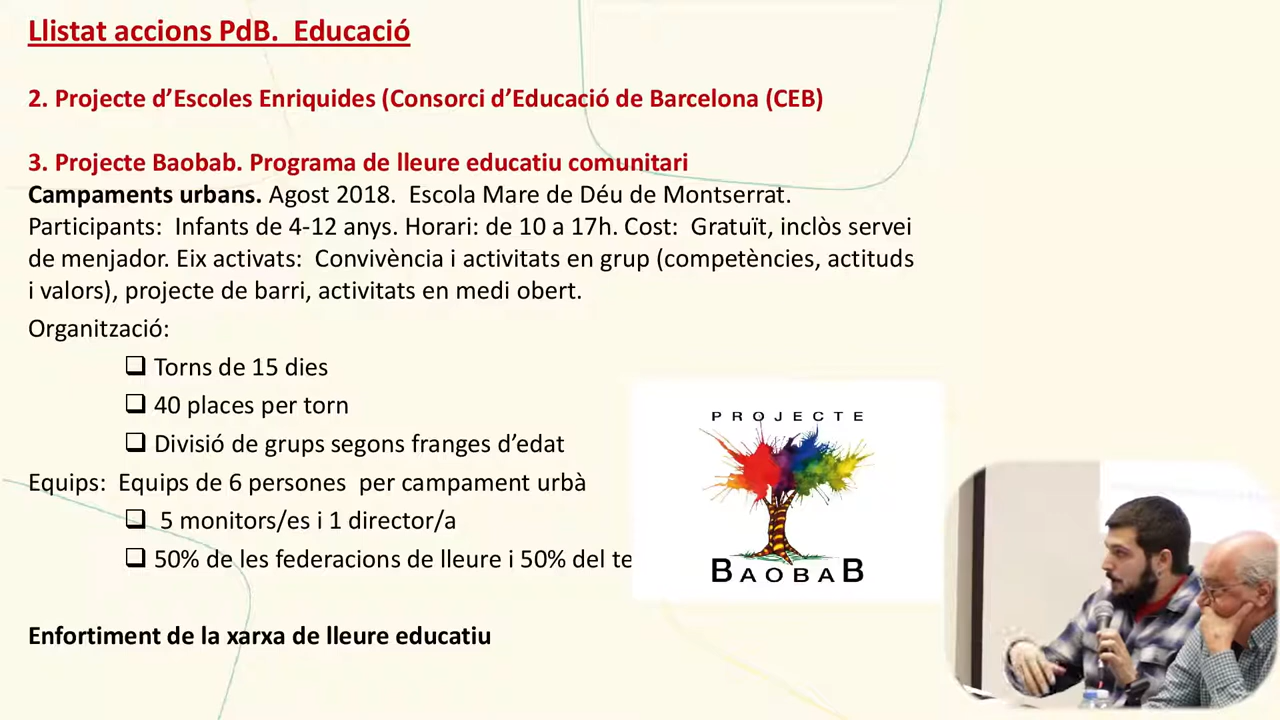 Llistat accions PdB.  Educació
2. Projecte d'Escoles Enriquides (Consorci d'Educació de Barcelona (CEB)
3. Projecte Baobab. Programa de lleure educatiu comunitari
Campaments urbans. Agost 2018.  Escola Mare de Déu de Montserrat.
Participants:  Infants de 4-12 anys. Horari: de 10 a 17h. Cost:  Gratuït, inclòs servei
de menjador. Eix activats:  Convivència i activitats en grup (competències, actituds
i valors), projecte de barri, activitats en medi obert.
Organització:
❑ Torns de 15 dies
❑ 40 places per torn
❑ Divisió de grups segons franges d'edat
Equips:  Equips de 6 persones  per campament urbà
❑ 5 monitors/es i 1 director/a
❑ 50% de les federacions de lleure i 50% del
Enfortiment de la xarxa de lleure educatiu
PROJECTE
BAOBAB